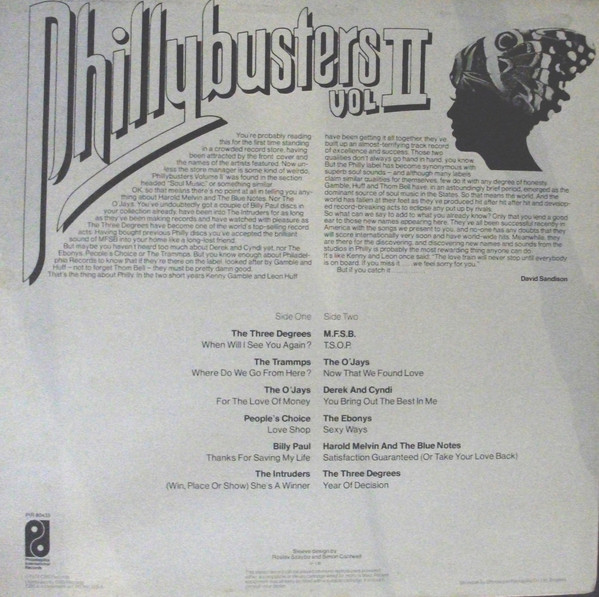 Phillybusters
VOL II
You're probably reading
this for the first time standing
in a crowded record store, having
been attracted by the front cover and
the names of the artists featured. Now un-
less the store manager is some kind of weirdo,
Phillybusters Volume II was found in the section
headed "Soul Music" or something similar.
OK, so that means there's no point at all in telling you any-
thing about Harold Melvin and The Blue Notes. Nor The
O'Jays. You've undoubtedly got a couple of Billy Paul discs in
your collection already, have been into The Intruders for as long
as they've been making records and have watched with pleasure as
The Three Degrees have become one of the world's top-selling record
acts. Having bought previous Philly discs you've accepted the brilliant
sound of MFSB into your home like a long-lost friend.
But maybe you haven't heard too much about Derek and Cyndi yet, nor The
Ebonys, People's Choice or The Trammps. But you know enough about Philadel-
phia Records to know that if they're there on the label, looked after by Gamble and
Huff – not to forget Thom Bell – they must be pretty damn good.
That's the thing about Philly. In the two short years Kenny Gamble and Leon Huff
have been getting it all together, they've
built up an almost-terrifying track record
of excellence and success. Those two
qualities don't always go hand in hand, you know.
But the Philly label has become synonymous with
superb soul sounds – and although many labels
claim similar qualities for themselves, few do it with any degree of honesty.
Gamble, Huff and Thom Bell have, in an astoundingly brief period, emerged as the
dominant source of soul music in the States. So that means the World. And the
world has fallen at their feet as they've produced hit after hit after hit and develop-
ed record-breaking acts to eclipse any put up by rivals.
So what can we say to add to what you already know? Only that you lend a good
ear to those new names appearing here. They've all been successful recently in
America with the songs we present to you, and no-one has any doubts that they
will score internationally very soon and have world-wide hits. Meanwhile, they
are there for the discovering, and discovering new names and sounds from the
studios in Philly is probably the most rewarding thing anyone can do.
It's like Kenny and Leon once said, "The love train will never stop until everybody
is on board. If you miss it . . . we feel sorry for you."
But if you catch it . . .
David Sandison
Side One
The Three Degrees
When Will I See You Again?
The Trammps
Where Do We Go From Here?
The O'Jays
For The Love Of Money
People's Choice
Love Shop
Billy Paul
Thanks For Saving My Life
The Intruders
(Win, Place Or Show) She's A Winner
Side Two
M.F.S.B.
T.S.O.P.
The O'Jays
Now That We Found Love
Derek And Cyndi
You Bring Out The Best In Me
The Ebonys
Sexy Ways
Harold Melvin And The Blue Notes
Satisfaction Guaranteed (Or Take Your Love Back)
The Three Degrees
Year Of Decision
Philadelphia
International
Records
Sleeve design by
Roslav Szaybo and Simon Cantwell